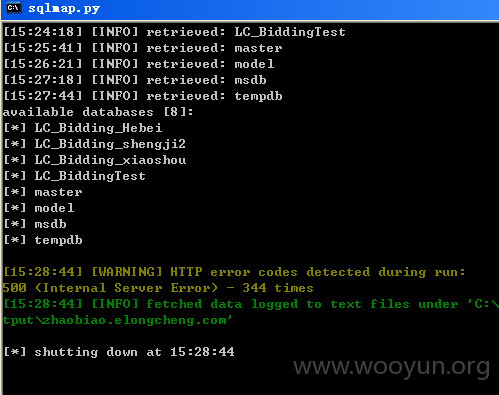 sqlmap.py
[15:24:18] [INFO] retrieved: LC_BiddingTest
[15:25:41] [INFO] retrieved: master
[15:26:21] [INFO] retrieved: model
[15:27:18] [INFO] retrieved: msdb
[15:27:44] [INFO] retrieved: tempdb
available databases [8]:
[*] LC_Bidding_Hebei
[*] LC_Bidding_shengji2
[*] LC_Bidding_xiaoshou
[*] LC_BiddingTest
[*] master
[*] model
[*] msdb
[*] tempdb
[15:28:44] [WARNING] HTTP error codes detected during run:
500 (Internal Server Error) - 344 times
[15:28:44] [INFO] fetched data logged to text files under 'C:\
tput\zhaobiao.elongcheng.com'
[*] shutting down at 15:28:44
www.wooyun.org